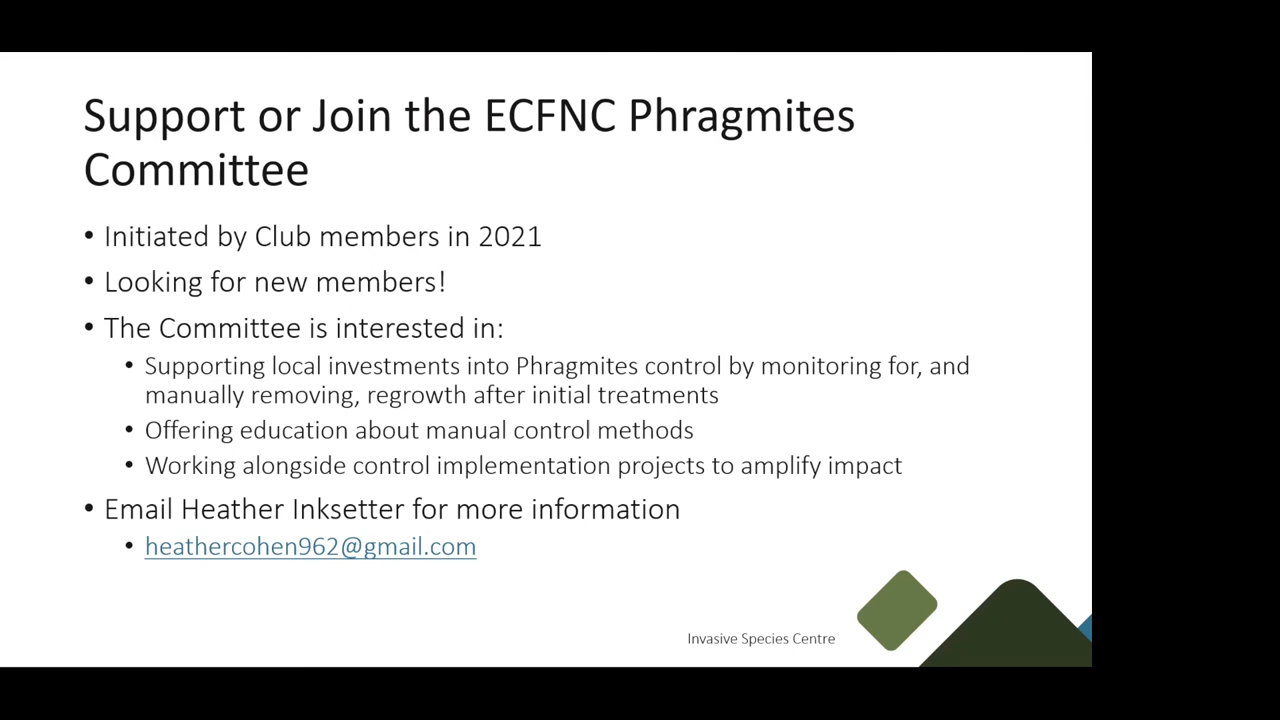 Support or Join the ECFNC Phragmites
Committee
• Initiated by Club members in 2021
• Looking for new members!
• The Committee is interested in:
• Supporting local investments into Phragmites control by monitoring for, and
manually removing, regrowth after initial treatments
• Offering education about manual control methods
• Working alongside control implementation projects to amplify impact
• Email Heather Inksetter for more information
• heathercohen962@gmail.com
Invasive Species Centre